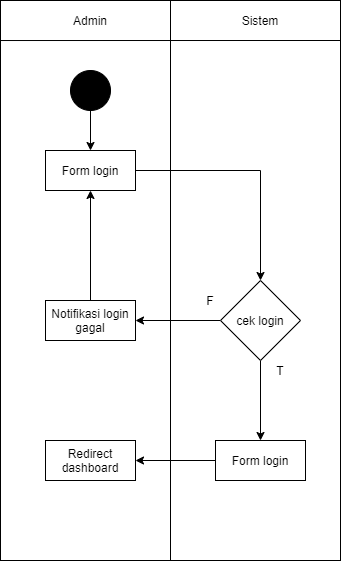 Admin
Sistem
Form login
F
Notifikasi login
gagal
cek login
T
Redirect
dashboard
Form login